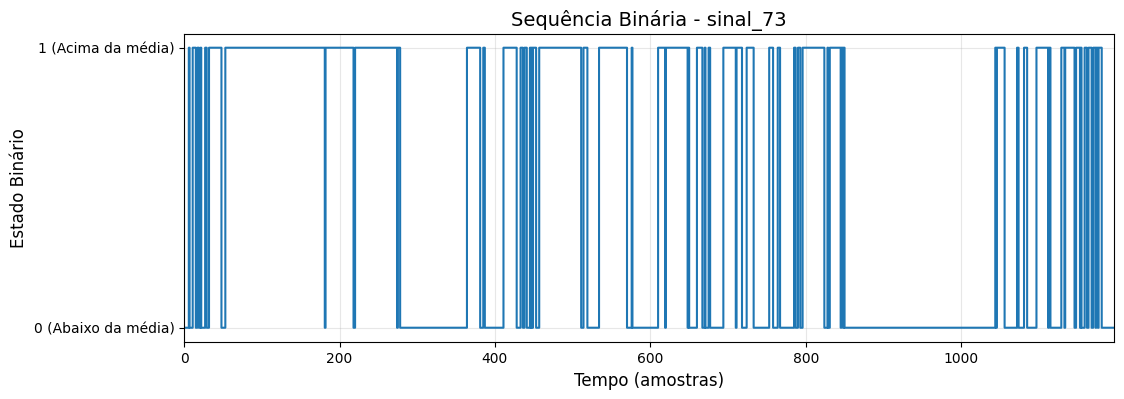 Sequência Binária - sinal_73
Estado Binário
1 (Acima da média)
0 (Abaixo da média)
0 200 400 600 800 1000
Tempo (amostras)